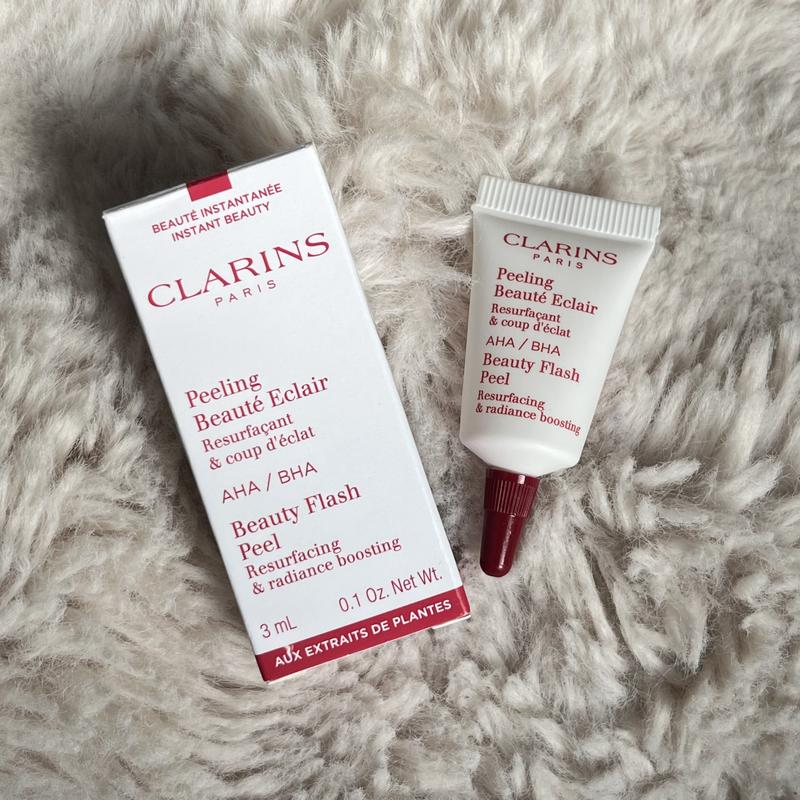 BEAUTÉ INSTANTANÉE
INSTANT BEAUTY
CLARINS
PARIS
Peeling
Beauté Eclair
Resurfaçant
& coup d'éclat
AHA / BHA
Beauty Flash
Peel
Resurfacing
& radiance boosting
3 mL 0.1 Oz. Net Wt.
AUX EXTRAITS DE PLANTES
CLARINS
PARIS
Peeling
Beauté Eclair
Resurfaçant
& coup d'éclat
AHA / BHA
Beauty Flash
Peel
Resurfacing
& radiance boosting